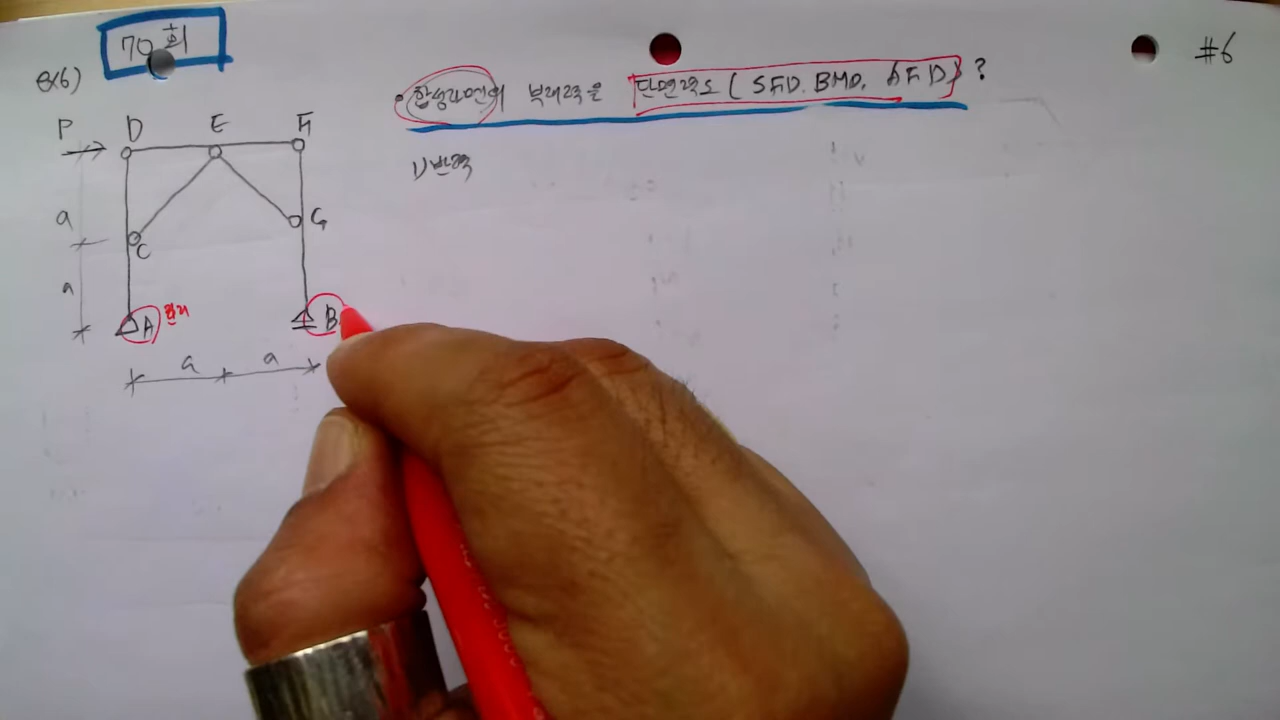 70회
#6
Q(6)
합성라멘의 부재력을 단면력도 ( SFD. BMD. AFD ) ?
P D E F
a G
C
a A 힌지 B
a a
1) 반력